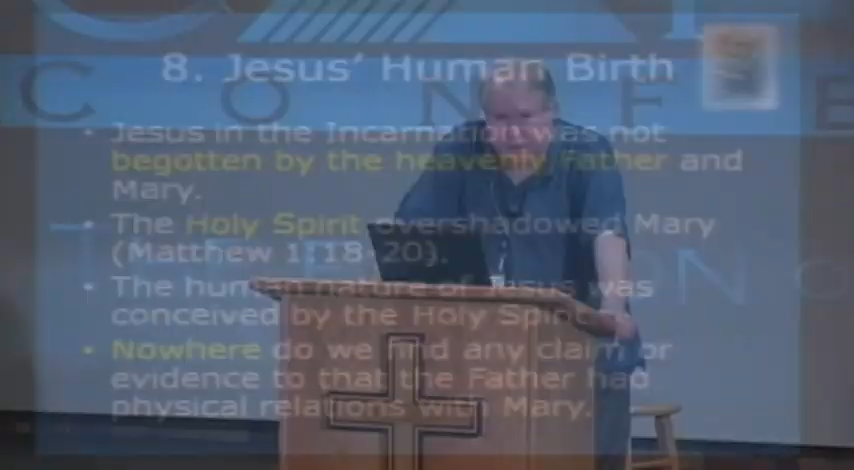 CONFE
8. Jesus' Human Birth
• Jesus in the Incarnation was not
begotten by the heavenly Father and
Mary.
• The Holy Spirit overshadowed Mary
(Matthew 1:18-20).
• The human nature of Jesus was
conceived by the Holy Spirit.
• Nowhere do we find any claim or
evidence to that the Father had
physical relations with Mary.